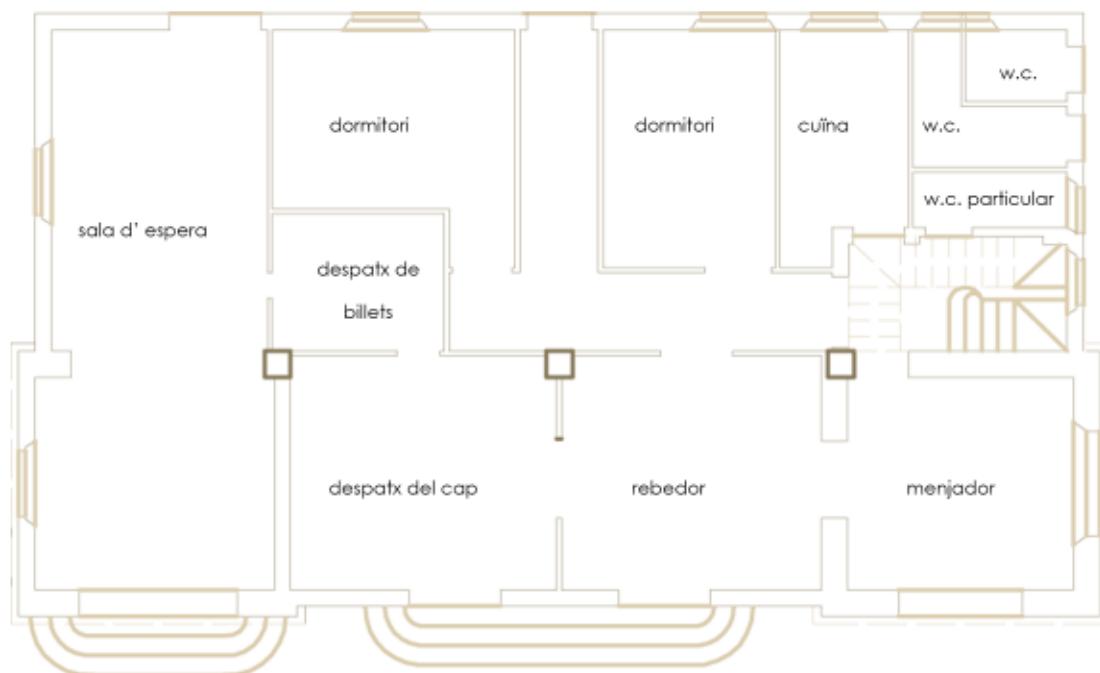 w.c.
dormitori
dormitori
cuïna
w.c.
w.c. particular
sala d' espera
despatx de
billets
despatx del cap
rebedor
menjador